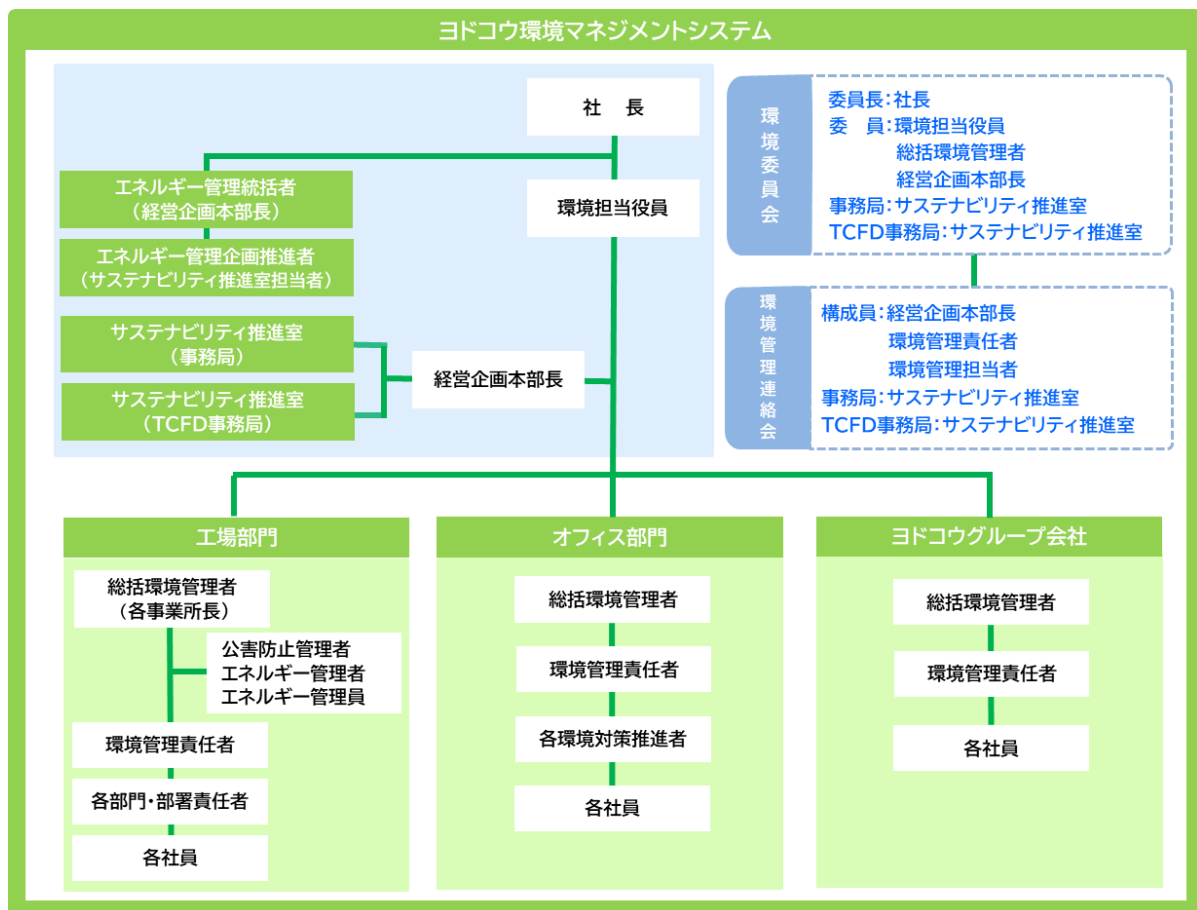 ヨドコウ環境マネジメントシステム
社　長
エネルギー管理統括者
（経営企画本部長）
環境担当役員
エネルギー管理企画推進者
（サステナビリティ推進室担当者）
サステナビリティ推進室
（事務局）
経営企画本部長
サステナビリティ推進室
（TCFD事務局）
環境委員会
委員長：社長
委　員：環境担当役員
総括環境管理者
経営企画本部長
事務局：サステナビリティ推進室
TCFD事務局：サステナビリティ推進室
環境管理連絡会
構成員：経営企画本部長
環境管理責任者
環境管理担当者
事務局：サステナビリティ推進室
TCFD事務局：サステナビリティ推進室
工場部門
総括環境管理者
（各事業所長）
公害防止管理者
エネルギー管理者
エネルギー管理員
環境管理責任者
各部門・部署責任者
各社員
オフィス部門
総括環境管理者
環境管理責任者
各環境対策推進者
各社員
ヨドコウグループ会社
総括環境管理者
環境管理責任者
各社員